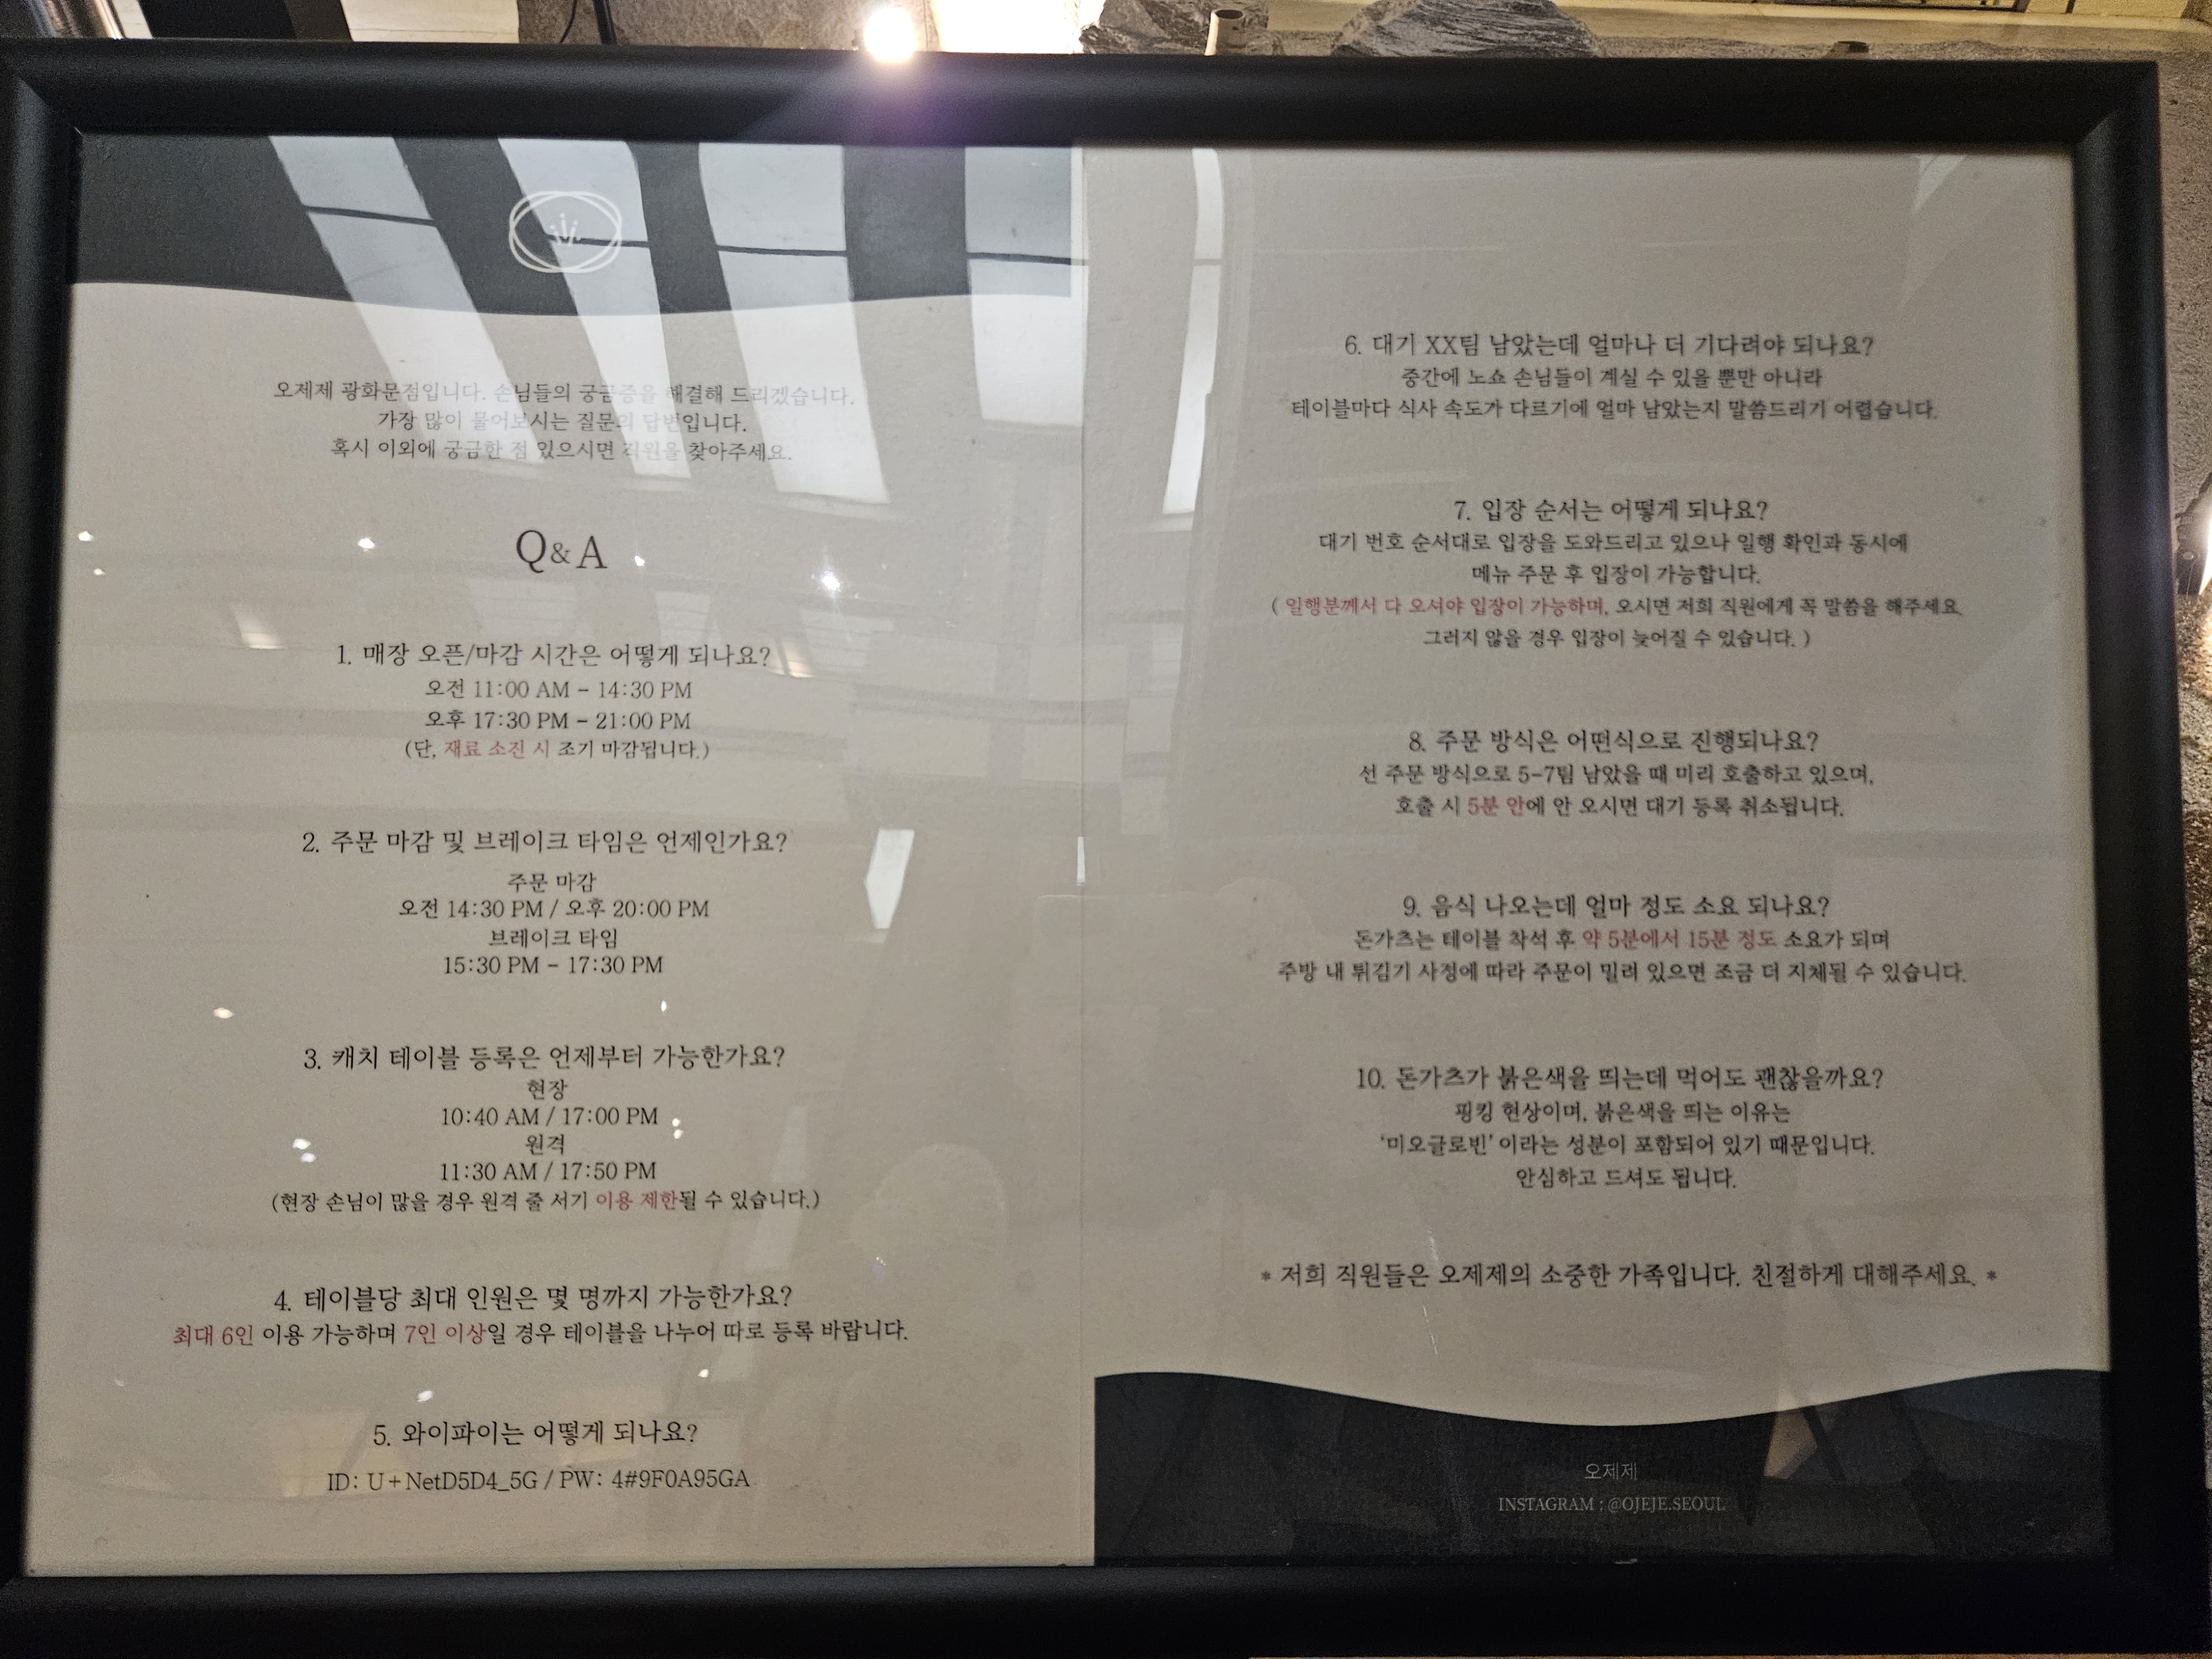 오제제 광화문점입니다. 손님들의 궁금증을 해결해 드리겠습니다.
가장 많이 물어보시는 질문의 답변입니다.
혹시 이외에 궁금한 점 있으시면 직원을 찾아주세요.
Q&A
1. 매장 오픈/마감 시간은 어떻게 되나요?
오전 11:00 AM - 14:30 PM
오후 17:30 PM - 21:00 PM
(단, 재료 소진 시 조기 마감됩니다.)
2. 주문 마감 및 브레이크 타임은 언제인가요?
주문 마감
오전 14:30 PM / 오후 20:00 PM
브레이크 타임
15:30 PM - 17:30 PM
3. 캐치 테이블 등록은 언제부터 가능한가요?
현장
10:40 AM / 17:00 PM
원격
11:30 AM / 17:50 PM
(현장 손님이 많을 경우 원격 줄 서기 이용 제한될 수 있습니다.)
4. 테이블당 최대 인원은 몇 명까지 가능한가요?
최대 6인 이용 가능하며 7인 이상일 경우 테이블을 나누어 따로 등록 바랍니다.
5. 와이파이는 어떻게 되나요?
ID: U+NetD5D4_5G / PW: 4#9F0A95GA
6. 대기 XX팀 남았는데 얼마나 더 기다려야 되나요?
중간에 노쇼 손님들이 계실 수 있을 뿐만 아니라
테이블마다 식사 속도가 다르기에 얼마 남았는지 말씀드리기 어렵습니다.
7. 입장 순서는 어떻게 되나요?
대기 번호 순서대로 입장을 도와드리고 있으나 일행 확인과 동시에
메뉴 주문 후 입장이 가능합니다.
( 일행분께서 다 오셔야 입장이 가능하며, 오시면 저희 직원에게 꼭 말씀을 해주세요.
그러지 않을 경우 입장이 늦어질 수 있습니다. )
8. 주문 방식은 어떤식으로 진행되나요?
선 주문 방식으로 5-7팀 남았을 때 미리 호출하고 있으며,
호출 시 5분 안에 안 오시면 대기 등록 취소됩니다.
9. 음식 나오는데 얼마 정도 소요 되나요?
돈가츠는 테이블 착석 후 약 5분에서 15분 정도 소요가 되며
주방 내 튀김기 사정에 따라 주문이 밀려 있으면 조금 더 지체될 수 있습니다.
10. 돈가츠가 붉은색을 띄는데 먹어도 괜찮을까요?
핑킹 현상이며, 붉은색을 띄는 이유는
'미오글로빈' 이라는 성분이 포함되어 있기 때문입니다.
안심하고 드셔도 됩니다.
* 저희 직원들은 오제제의 소중한 가족입니다. 친절하게 대해주세요. *
오제제
INSTAGRAM : @OJEJE.SEOUL